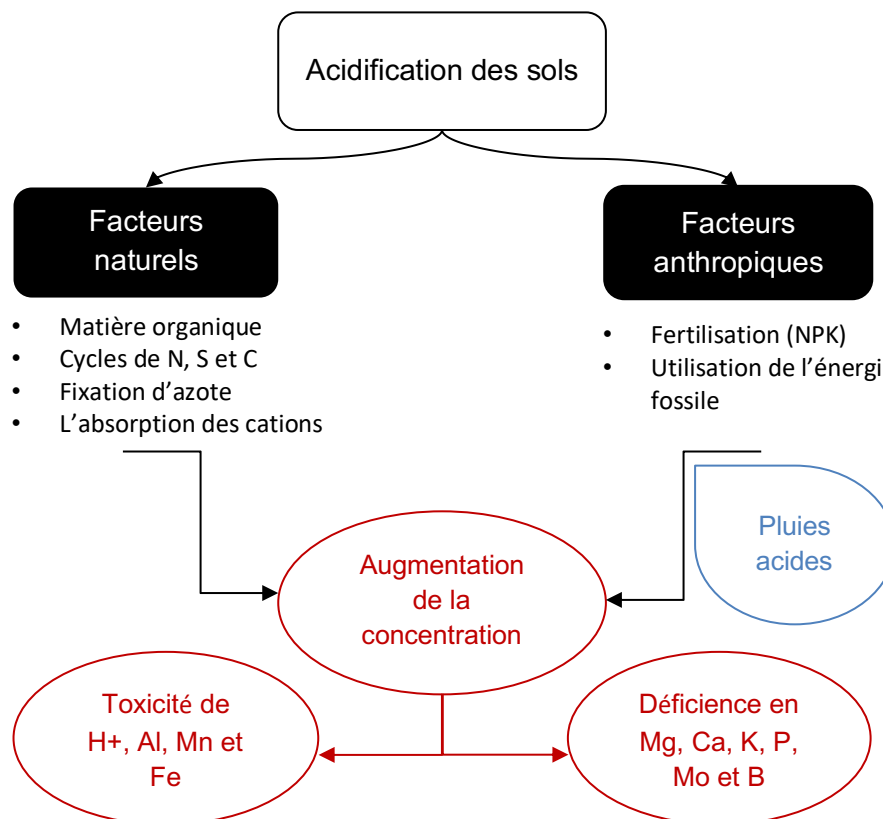 Acidification des sols
Facteurs
naturels
Facteurs
anthropiques
• Matière organique
• Cycles de N, S et C
• Fixation d’azote
• L’absorption des cations
• Fertilisation (NPK)
• Utilisation de l’énergi
fossile
Pluies
acides
Augmentation
de la
concentration
Toxicité de
H+, Al, Mn et
Fe
Déficience en
Mg, Ca, K, P,
Mo et B